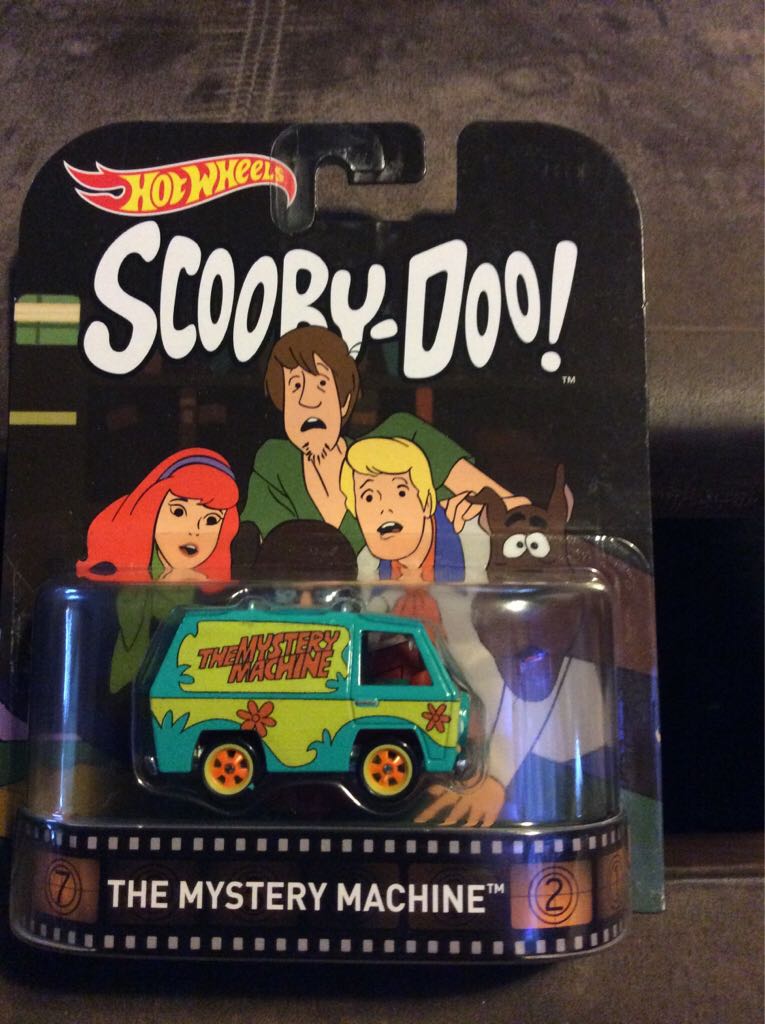 HOT WHEELS
SCOOBY-DOO!
TM
THE MYSTERY
MACHINE
7
THE MYSTERY MACHINE™
2